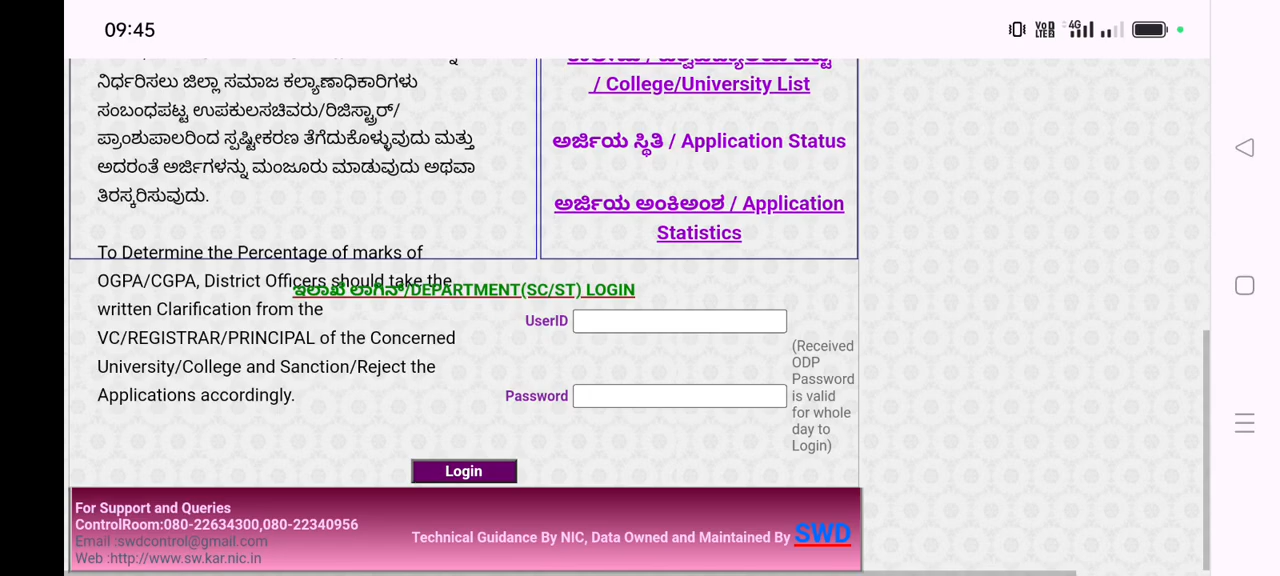 09:45
VoD LTE2
4G
ನಿರ್ಧರಿಸಲು ಜಿಲ್ಲಾ ಸಮಾಜ ಕಲ್ಯಾಣಾಧಿಕಾರಿಗಳು
ಸಂಬಂಧಪಟ್ಟ ಉಪಕುಲಸಚಿವರು/ರಿಜಿಸ್ಟ್ರಾರ್/
ಪ್ರಾಂಶುಪಾಲರಿಂದ ಸ್ಪಷ್ಟೀಕರಣ ತೆಗೆದುಕೊಳ್ಳುವುದು ಮತ್ತು
ಅದರಂತೆ ಅರ್ಜಿಗಳನ್ನು ಮಂಜೂರು ಮಾಡುವುದು ಅಥವಾ
ತಿರಸ್ಕರಿಸುವುದು.
To Determine the Percentage of marks of
OGPA/CGPA, District Officers should take the
written Clarification from the
VC/REGISTRAR/PRINCIPAL of the Concerned
University/College and Sanction/Reject the
Applications accordingly.
/ College/University List
ಅರ್ಜಿಯ ಸ್ಥಿತಿ / Application Status
ಅರ್ಜಿಯ ಅಂಕಿಅಂಶ / Application
Statistics
ಇಲಾಖೆ ಲಾಗಿನ್/DEPARTMENT(SC/ST) LOGIN
UserID
(Received
ODP
Password
is valid
for whole
day to
Login)
Password
Login
For Support and Queries
ControlRoom:080-22634300,080-22340956
Email :swdcontrol@gmail.com
Web :http://www.sw.kar.nic.in
Technical Guidance By NIC, Data Owned and Maintained By SWD